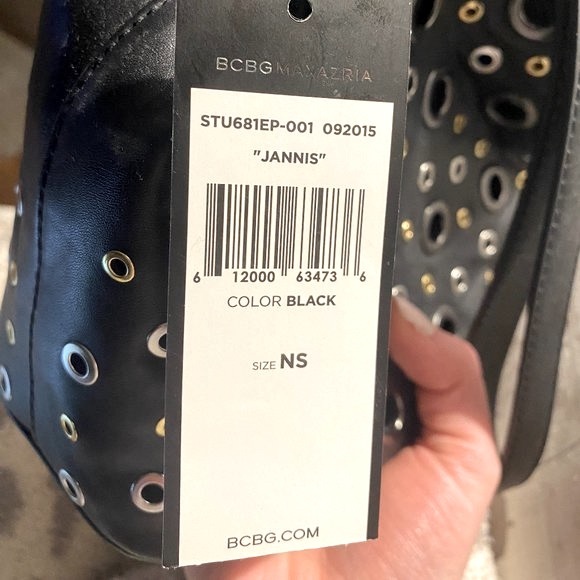 BCBGMAXAZRIA
STU681EP-001 092015
"JANNIS"
6 12000 63473 6
COLOR BLACK
SIZE NS
BCBG.COM